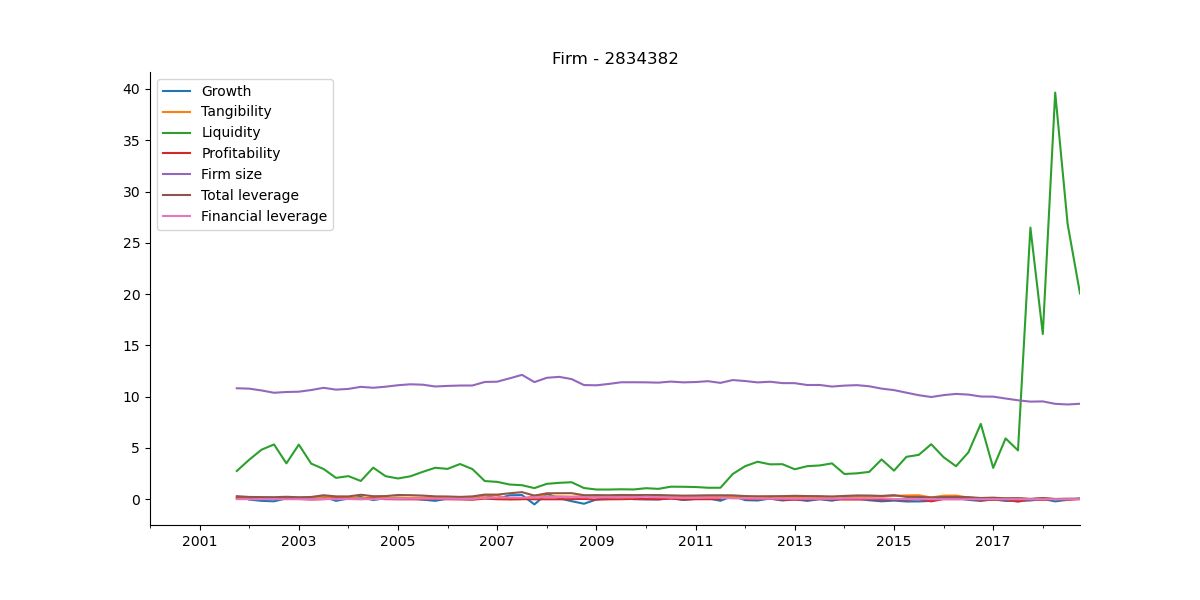 Firm - 2834382
Growth
Tangibility
Liquidity
Profitability
Firm size
Total leverage
Financial leverage
40
35
30
25
20
15
10
5
0
2001 2003 2005 2007 2009 2011 2013 2015 2017